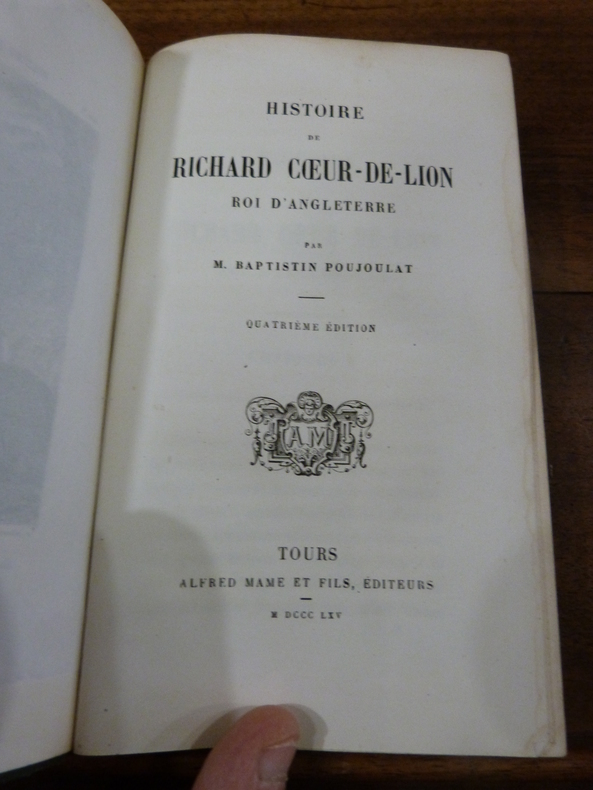 HISTOIRE
DE
RICHARD CŒUR-DE-LION
ROI D'ANGLETERRE
PAR
M. BAPTISTIN POUJOULAT
QUATRIÈME ÉDITION
AM
TOURS
ALFRED MAME ET FILS, ÉDITEURS
M DCCC LXV